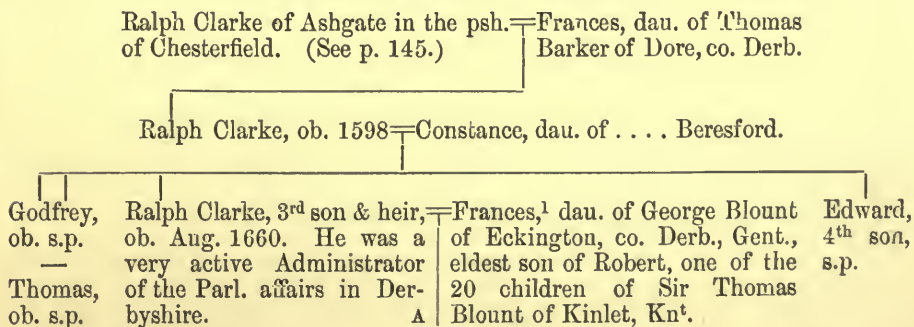 Ralph Clarke of Ashgate in the psh.╤Frances, dau. of Thomas
of Chesterfield. (See p. 145.) Barker of Dore, co. Derb.
Ralph Clarke, ob. 1598╤Constance, dau. of . . . . Beresford.
Godfrey,
ob. s.p.
—
Thomas,
ob. s.p.
Ralph Clarke, 3rd son & heir,
ob. Aug. 1660. He was a
very active Administrator
of the Parl. affairs in Der-
byshire. A
Frances,¹ dau. of George Blount
of Eckington, co. Derb., Gent.,
eldest son of Robert, one of the
20 children of Sir Thomas
Blount of Kinlet, Knt.
Edward,
4th son,
s.p.